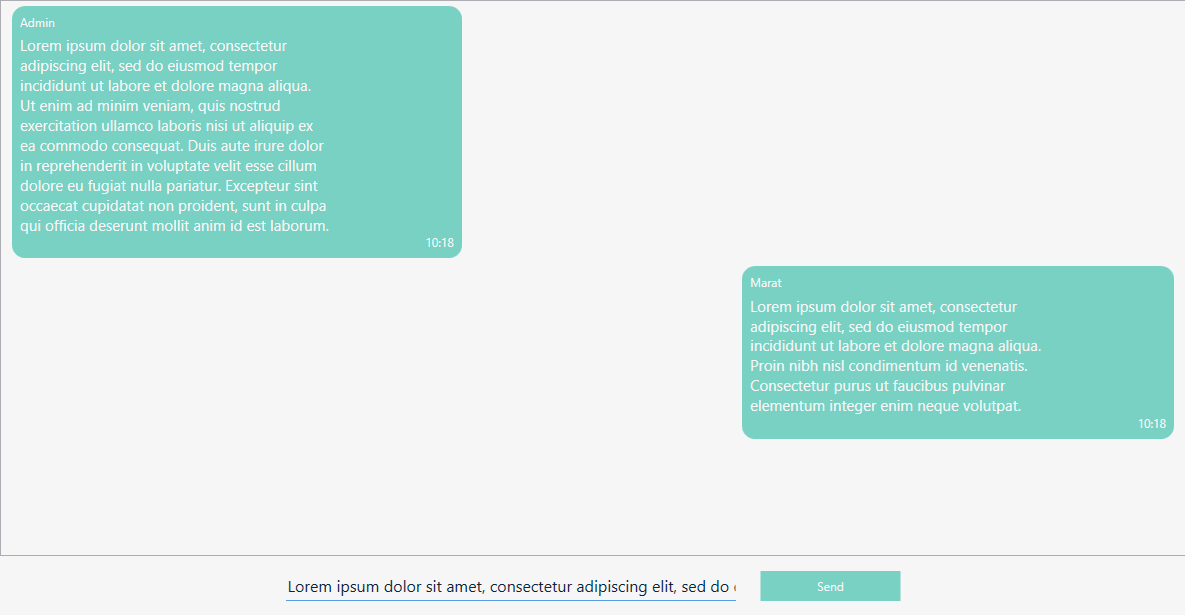 Admin
Lorem ipsum dolor sit amet, consectetur
adipiscing elit, sed do eiusmod tempor
incididunt ut labore et dolore magna aliqua.
Ut enim ad minim veniam, quis nostrud
exercitation ullamco laboris nisi ut aliquip ex
ea commodo consequat. Duis aute irure dolor
in reprehenderit in voluptate velit esse cillum
dolore eu fugiat nulla pariatur. Excepteur sint
occaecat cupidatat non proident, sunt in culpa
qui officia deserunt mollit anim id est laborum.
10:18
Marat
Lorem ipsum dolor sit amet, consectetur
adipiscing elit, sed do eiusmod tempor
incididunt ut labore et dolore magna aliqua.
Proin nibh nisl condimentum id venenatis.
Consectetur purus ut faucibus pulvinar
elementum integer enim neque volutpat.
10:18
Lorem ipsum dolor sit amet, consectetur adipiscing elit, sed do
Send